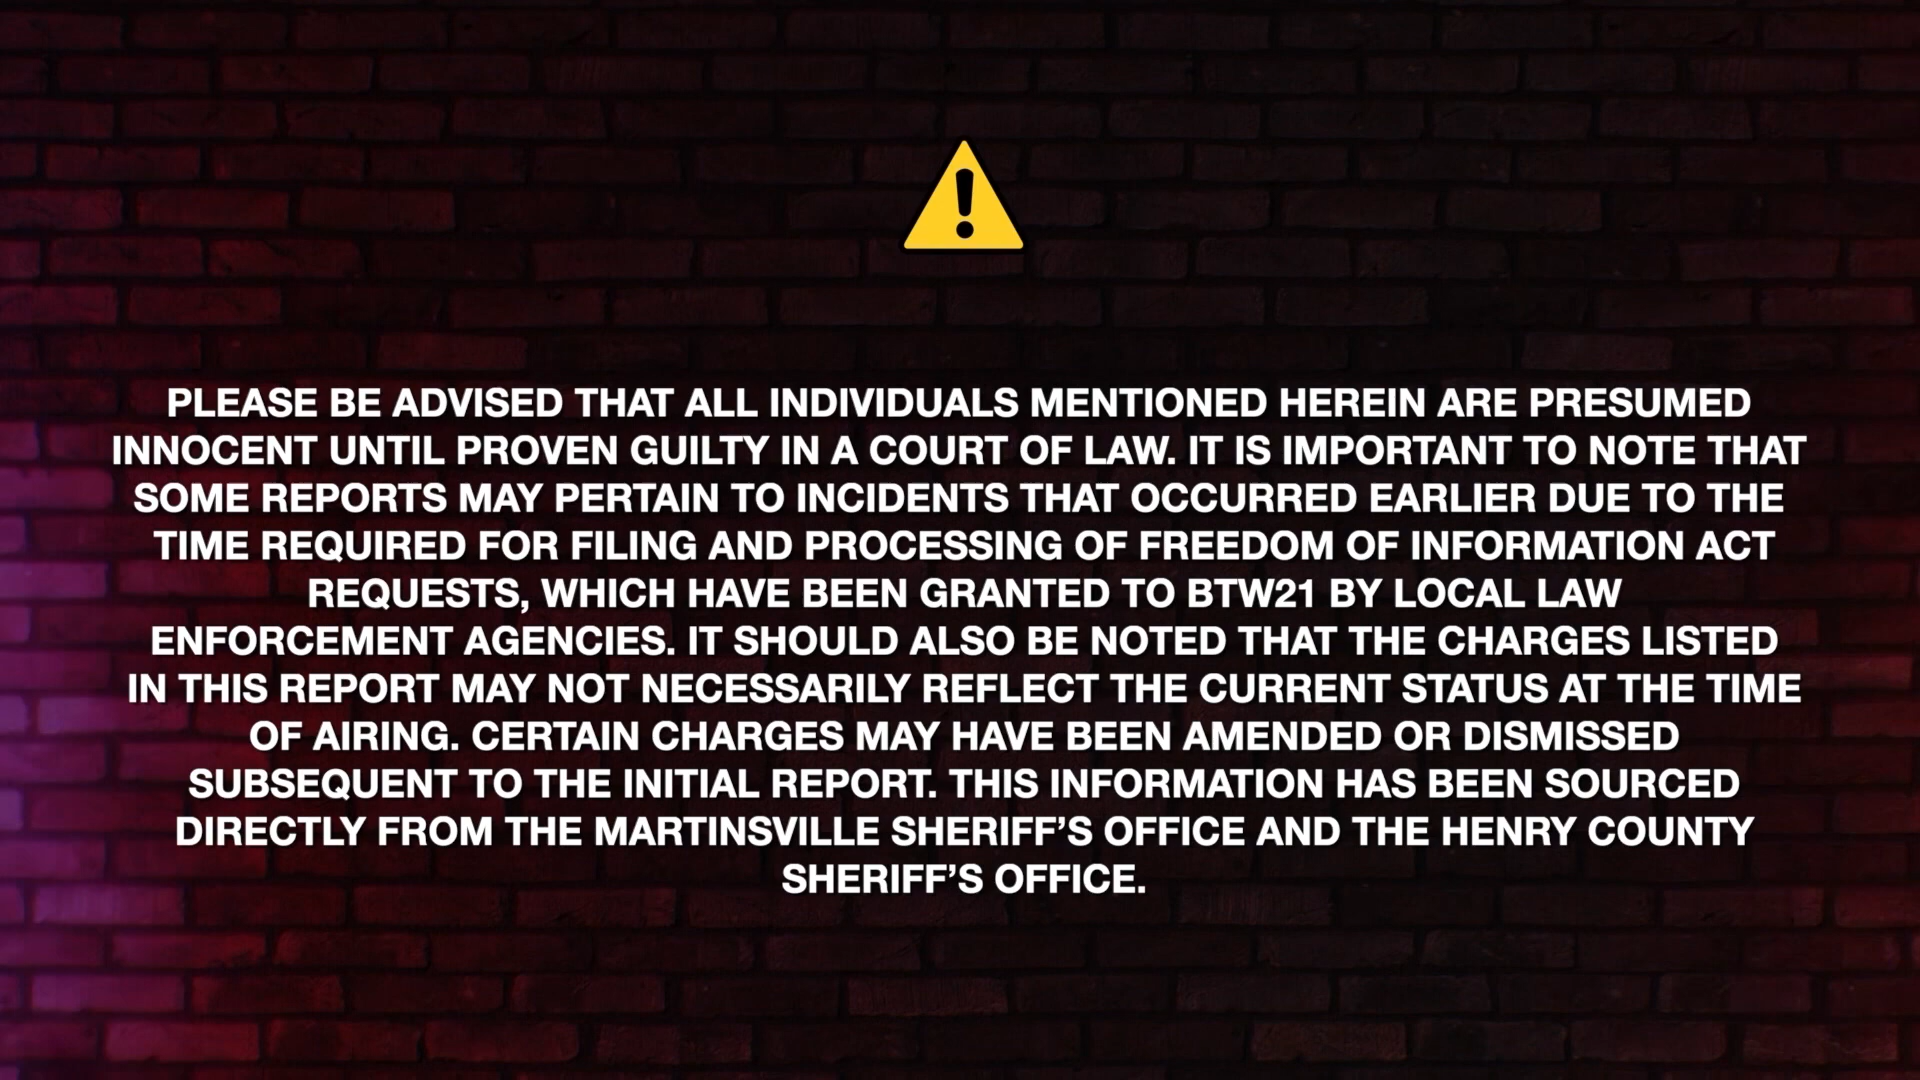 PLEASE BE ADVISED THAT ALL INDIVIDUALS MENTIONED HEREIN ARE PRESUMED
INNOCENT UNTIL PROVEN GUILTY IN A COURT OF LAW. IT IS IMPORTANT TO NOTE THAT
SOME REPORTS MAY PERTAIN TO INCIDENTS THAT OCCURRED EARLIER DUE TO THE
TIME REQUIRED FOR FILING AND PROCESSING OF FREEDOM OF INFORMATION ACT
REQUESTS, WHICH HAVE BEEN GRANTED TO BTW21 BY LOCAL LAW
ENFORCEMENT AGENCIES. IT SHOULD ALSO BE NOTED THAT THE CHARGES LISTED
IN THIS REPORT MAY NOT NECESSARILY REFLECT THE CURRENT STATUS AT THE TIME
OF AIRING. CERTAIN CHARGES MAY HAVE BEEN AMENDED OR DISMISSED
SUBSEQUENT TO THE INITIAL REPORT. THIS INFORMATION HAS BEEN SOURCED
DIRECTLY FROM THE MARTINSVILLE SHERIFF’S OFFICE AND THE HENRY COUNTY
SHERIFF’S OFFICE.